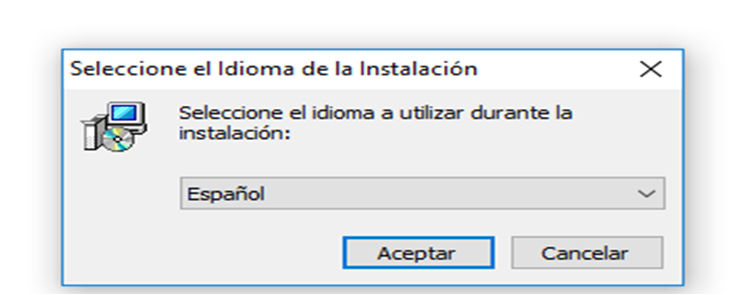 Seleccione el Idioma de la Instalación
Seleccione el idioma a utilizar durante la
instalación:
Español
Aceptar
Cancelar